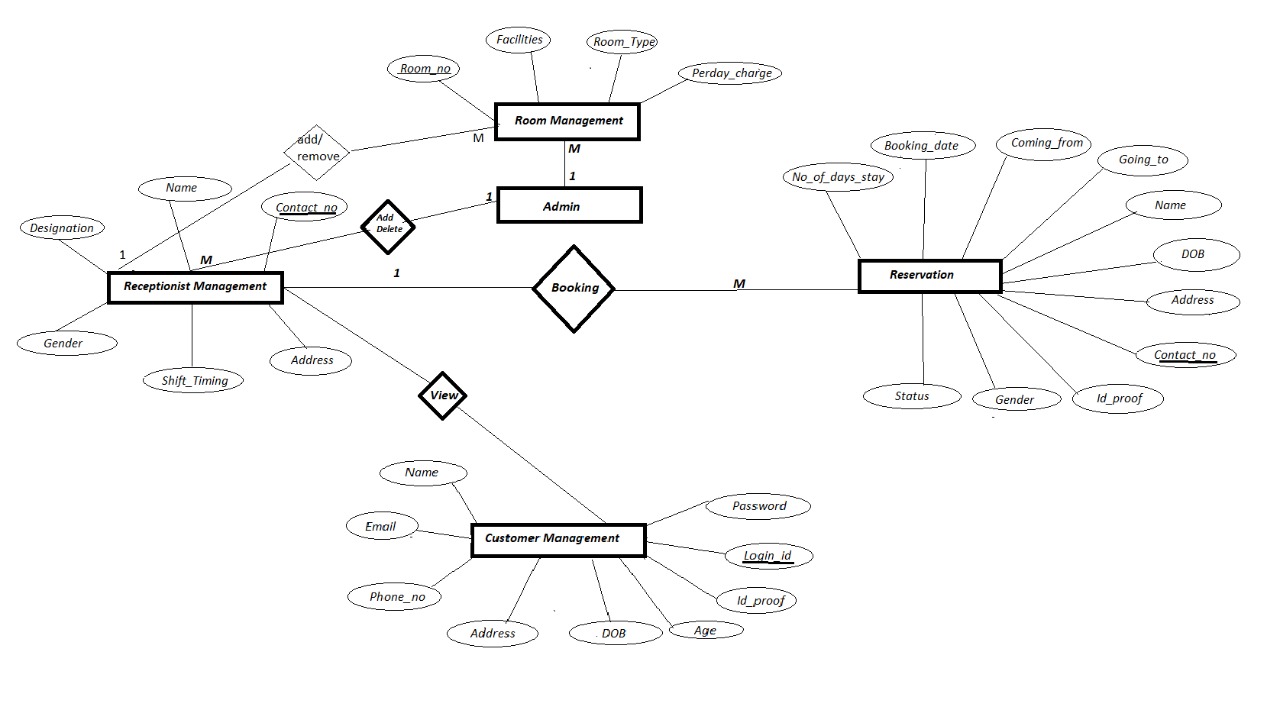 Facilities
Room_Type
Room_no
Perday_charge
Room Management
add/
remove
M
M
1
Admin
1
Add
Delete
Name
Contact_no
Designation
1
M
Receptionist Management
Gender
Shift_Timing
Address
1
Booking
M
No_of_days_stay
Booking_date
Coming_from
Going_to
Name
DOB
Address
Contact_no
Id_proof
Gender
Status
Reservation
View
Name
Email
Phone_no
Customer Management
Address
DOB
Age
Id_proof
Login_id
Password